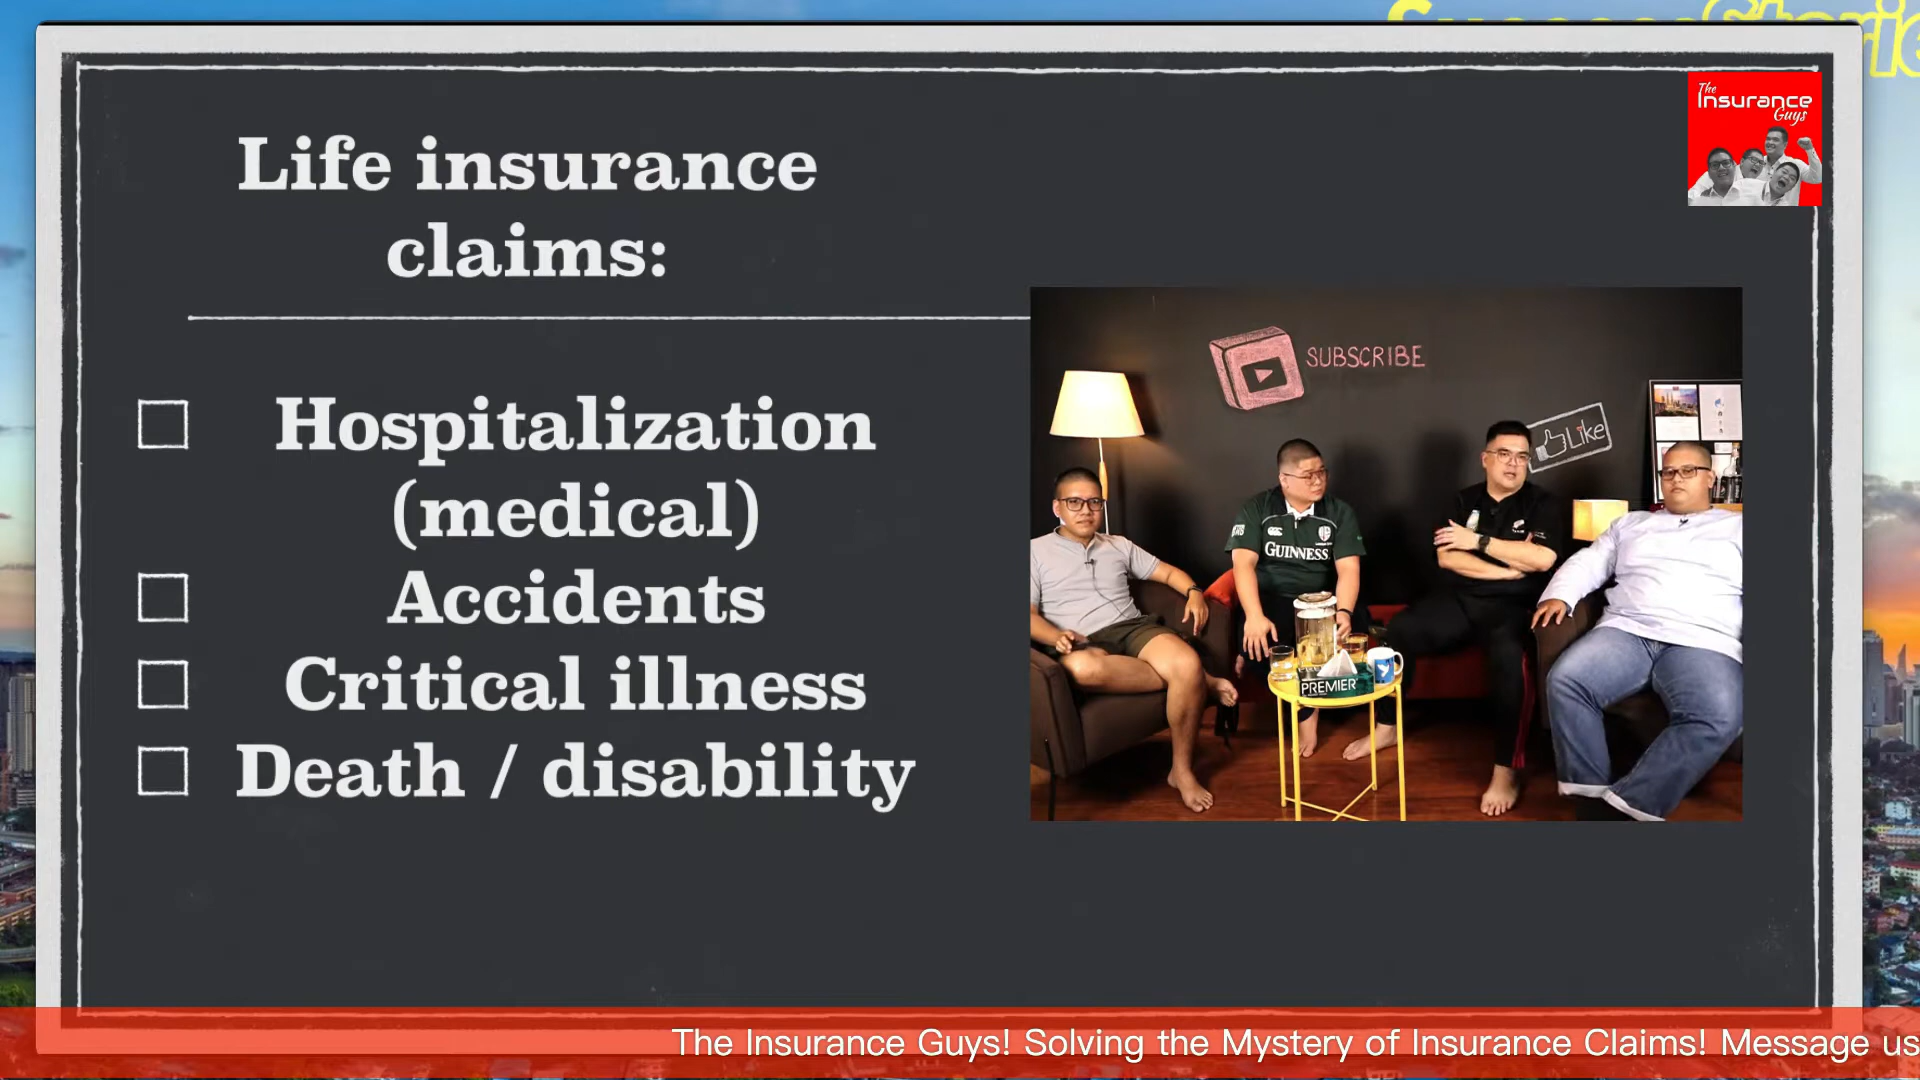 The
Insurance
Guys
Life insurance
claims:
Hospitalization
(medical)
Accidents
Critical illness
Death / disability
SUBSCRIBE
Like
GUINNESS
PREMIER
The Insurance Guys! Solving the Mystery of Insurance Claims! Message us